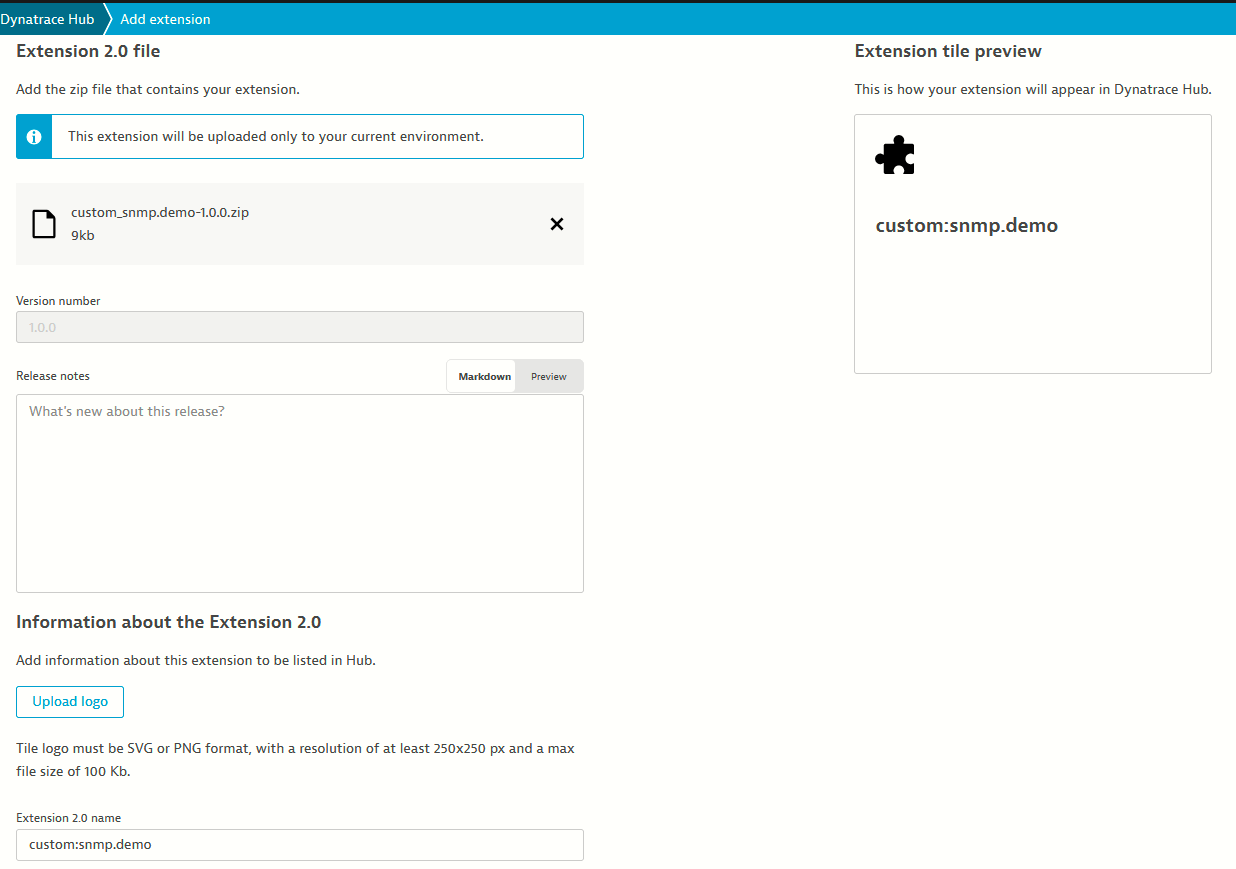 Dynatrace Hub
Add extension
Extension 2.0 file
Add the zip file that contains your extension.
This extension will be uploaded only to your current environment.
custom_snmp.demo-1.0.0.zip
9kb
Version number
1.0.0
Release notes
Markdown
Preview
What's new about this release?
Information about the Extension 2.0
Add information about this extension to be listed in Hub.
Upload logo
Tile logo must be SVG or PNG format, with a resolution of at least 250x250 px and a max
file size of 100 Kb.
Extension 2.0 name
custom:snmp.demo
Extension tile preview
This is how your extension will appear in Dynatrace Hub.
custom:snmp.demo